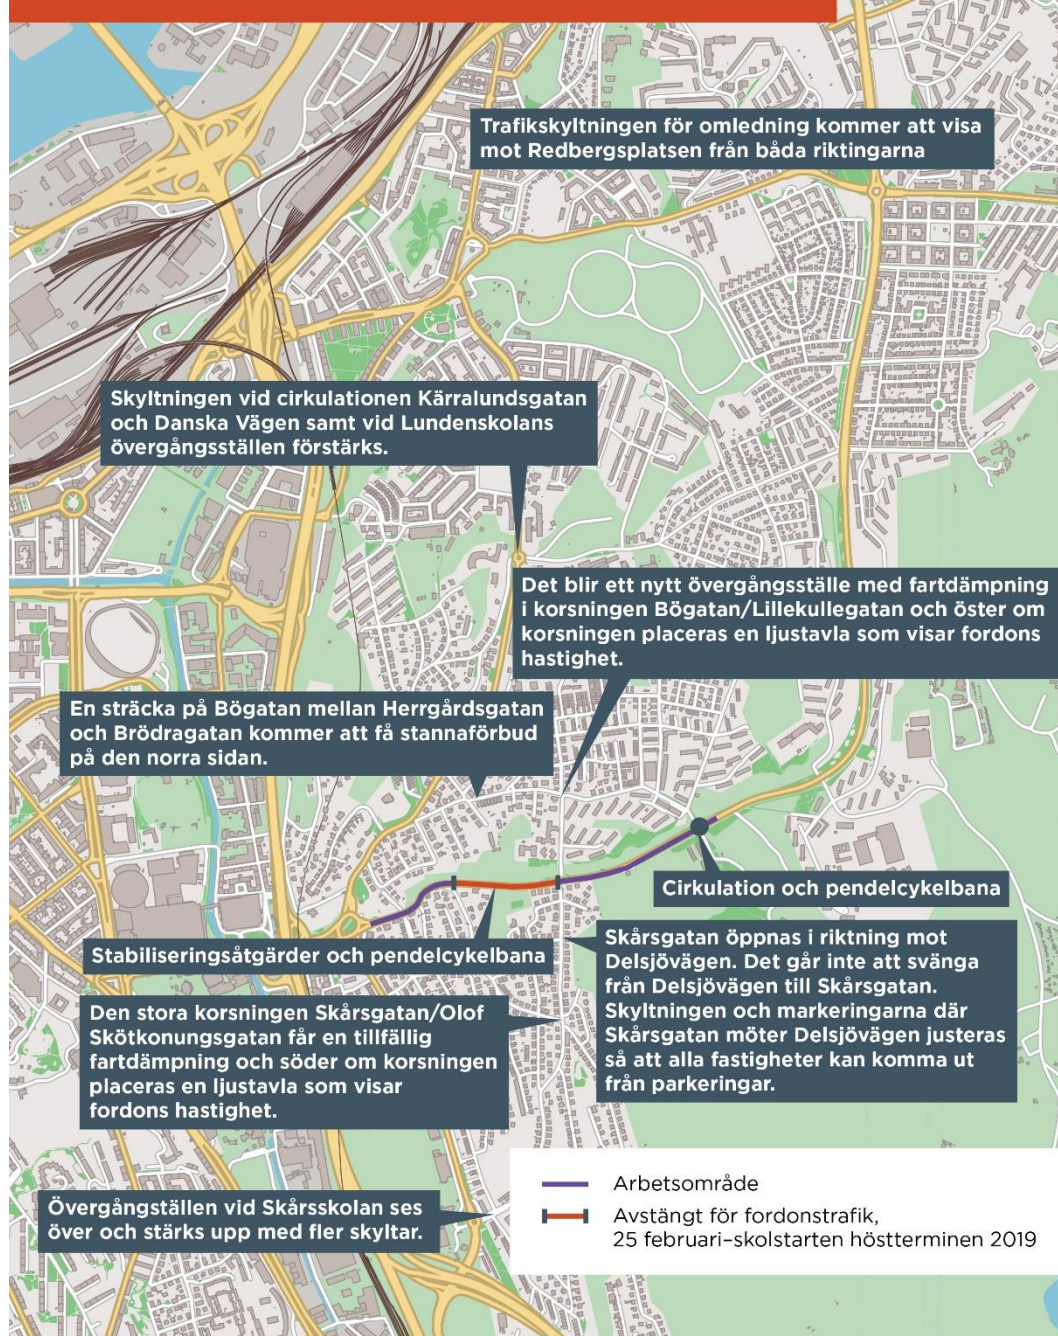 Trafikskyltningen för omledning kommer att visa
mot Redbergsplatsen från båda riktingarna
Skyltningen vid cirkulationen Kärralundsgatan
och Danska Vägen samt vid Lundenskolans
övergångsställen förstärks.
Det blir ett nytt övergångsställe med fartdämpning
i korsningen Bögatan/Lillekullegatan och öster om
korsningen placeras en ljustavla som visar fordons
hastighet.
En sträcka på Bögatan mellan Herrgårdsgatan
och Brödragatan kommer att få stannaförbud
på den norra sidan.
Cirkulation och pendelcykelbana
Stabiliseringsåtgärder och pendelcykelbana
Skårsgatan öppnas i riktning mot
Delsjövägen. Det går inte att svänga
från Delsjövägen till Skårsgatan.
Skyltningen och markeringarna där
Skårsgatan möter Delsjövägen justeras
så att alla fastigheter kan komma ut
från parkeringar.
Den stora korsningen Skårsgatan/Olof
Skötkonungsgatan får en tillfällig
fartdämpning och söder om korsningen
placeras en ljustavla som visar
fordons hastighet.
Övergångställen vid Skårsskolan ses
över och stärks upp med fler skyltar.
Arbetsområde
Avstängt för fordonstrafik,
25 februari–skolstarten höstterminen 2019